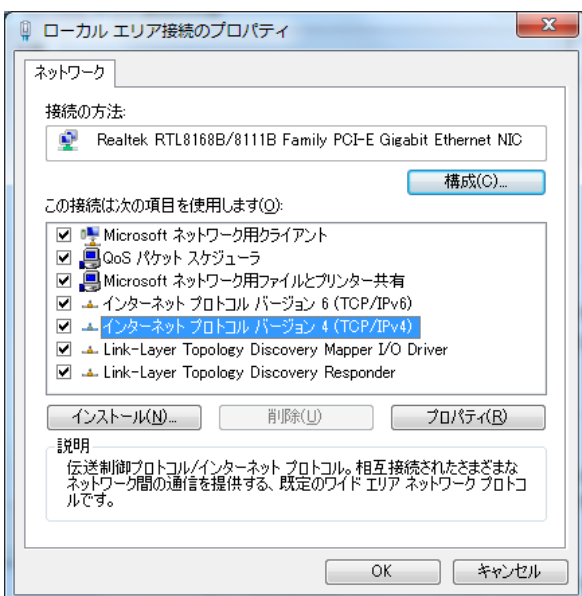 ローカル エリア接続のプロパティ
ネットワーク
接続の方法:
Realtek RTL8168B/8111B Family PCI-E Gigabit Ethernet NIC
構成(C)...
この接続は次の項目を使用します(O):
Microsoft ネットワーク用クライアント
QoS パケット スケジューラ
Microsoft ネットワーク用ファイルとプリンター共有
インターネット プロトコル バージョン 6 (TCP/IPv6)
インターネット プロトコル バージョン 4 (TCP/IPv4)
Link-Layer Topology Discovery Mapper I/O Driver
Link-Layer Topology Discovery Responder
インストール(N)...
削除(U)
プロパティ(R)
説明
伝送制御プロトコル/インターネット プロトコル。相互接続されたさまざまな
ネットワーク間の通信を提供する、既定のワイド エリア ネットワーク プロトコ
ルです。
OK
キャンセル